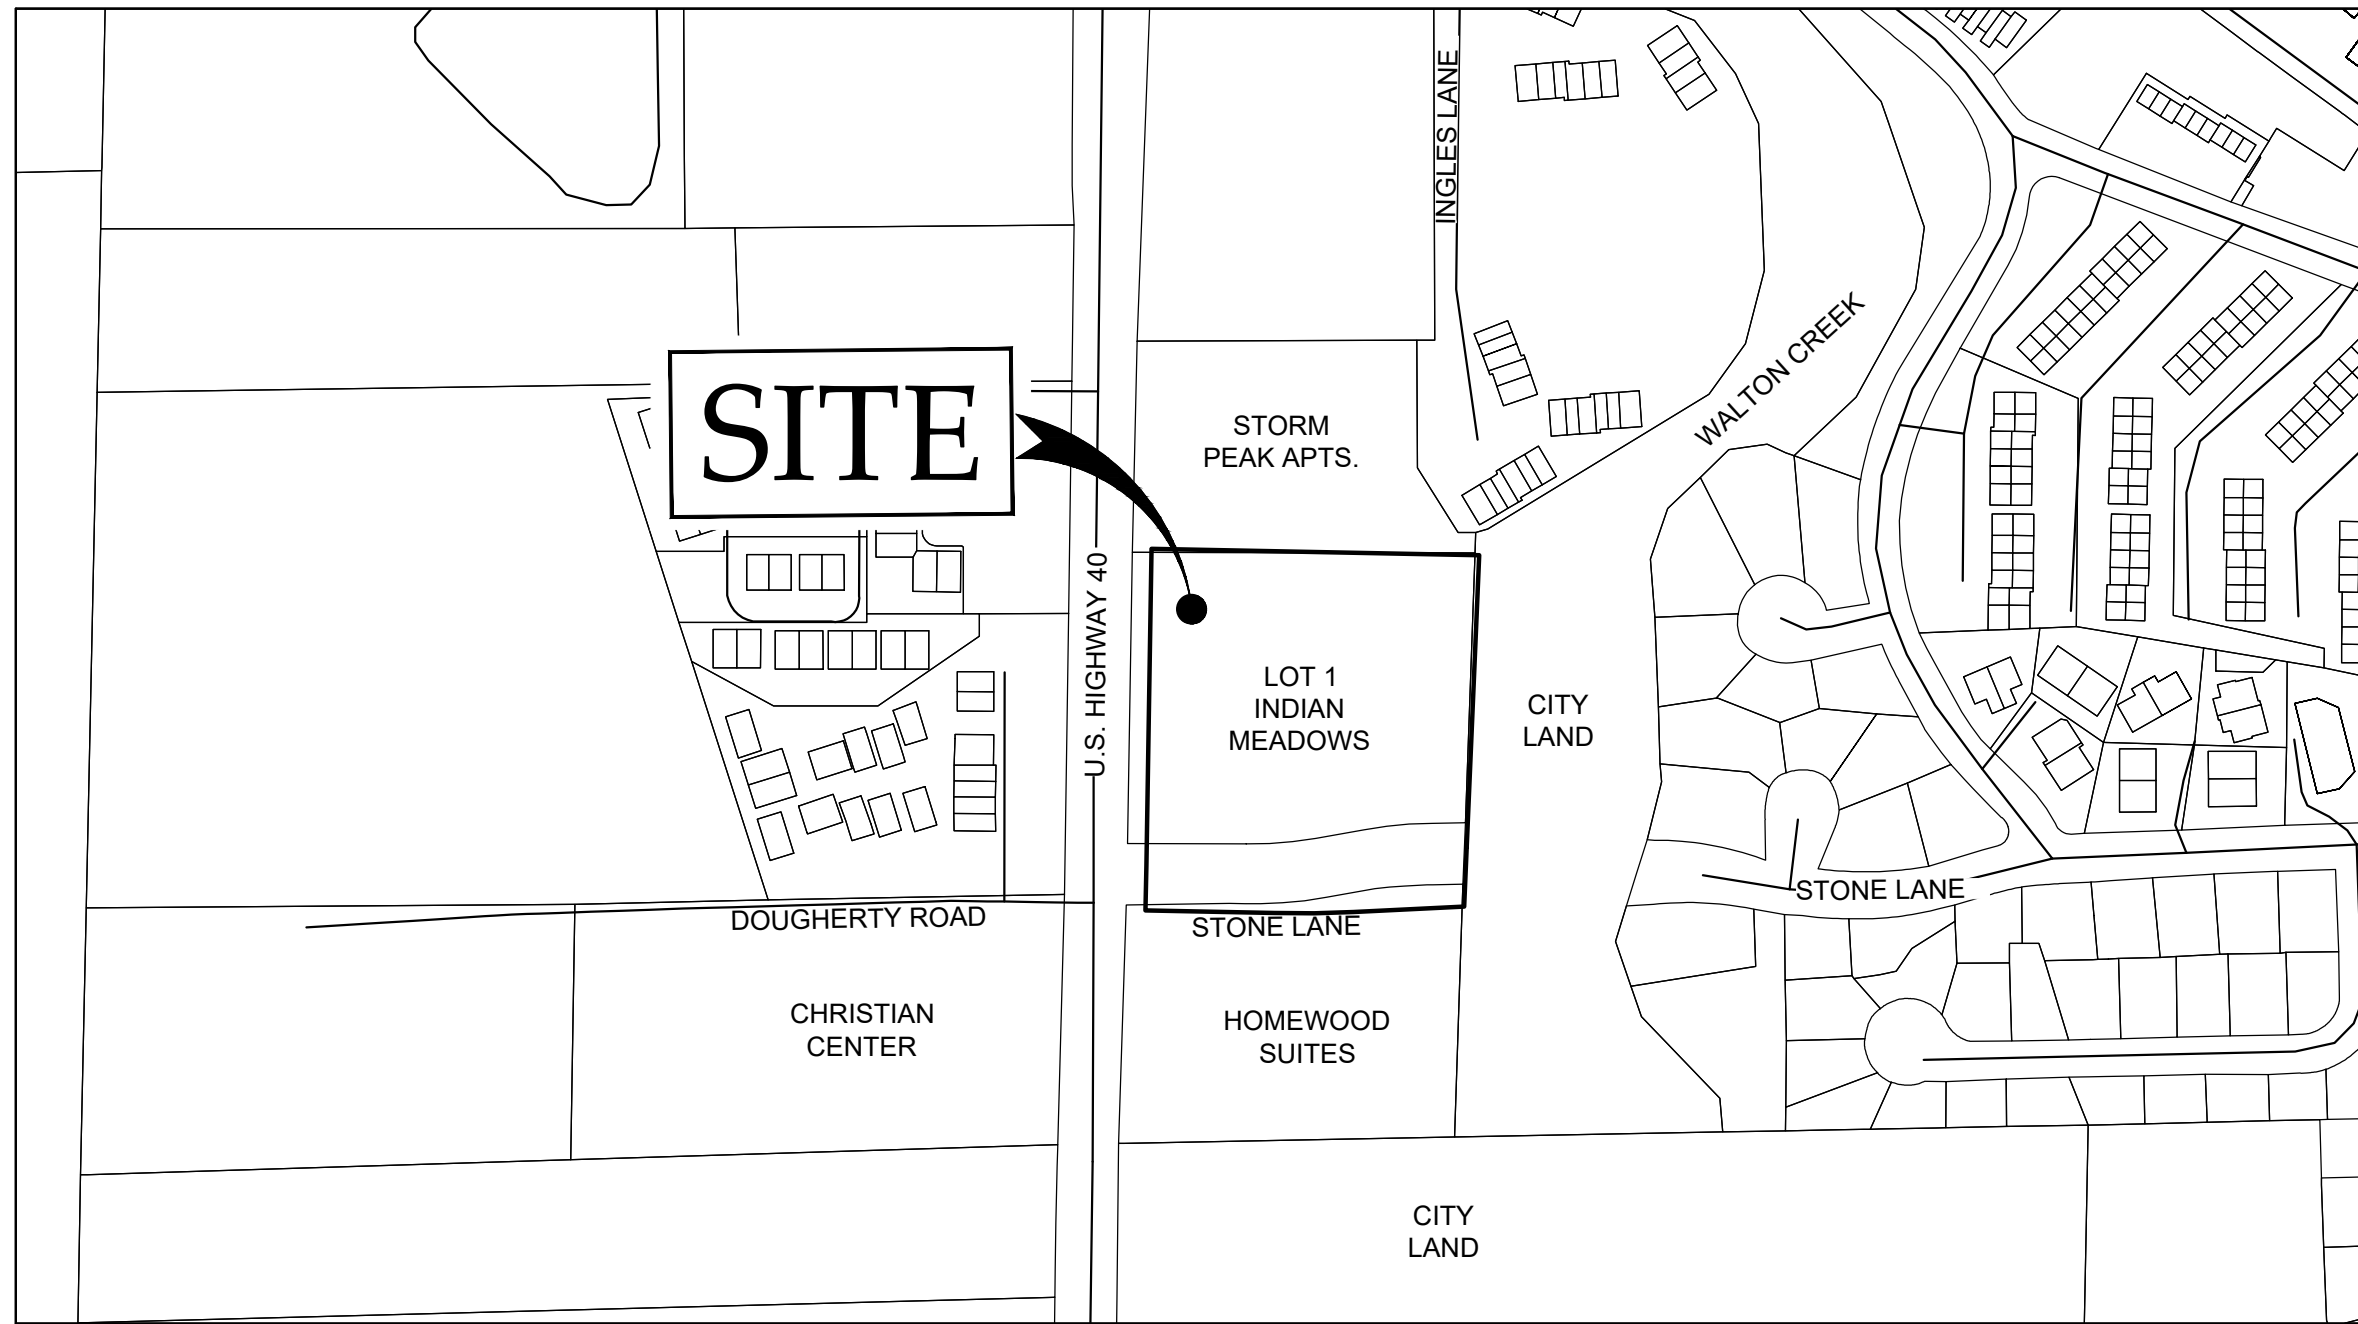 INGLES LANE
WALTON CREEK
SITE
STORM
PEAK APTS.
U.S. HIGHWAY 40
LOT 1
INDIAN
MEADOWS
CITY
LAND
STONE LANE
DOUGHERTY ROAD
STONE LANE
CHRISTIAN
CENTER
HOMEWOOD
SUITES
CITY
LAND